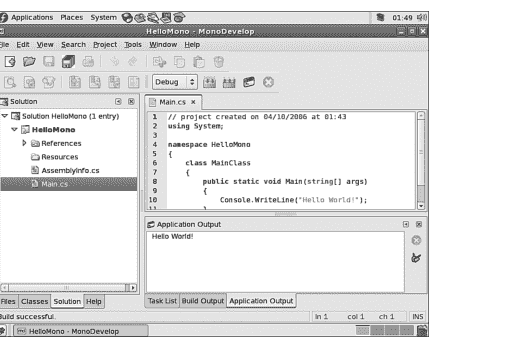 Applications Places System 01:49
HelloMono - MonoDevelop
File Edit View Search Project Tools Window Help
Debug
Solution
Solution HelloMono (1 entry)
HelloMono
References
Resources
AssemblyInfo.cs
Main.cs
Files Classes Solution Help
Main.cs ×
1 // project created on 04/10/2006 at 01:43
2 using System;
3
4 namespace HelloMono
5 {
6 class MainClass
7 {
8 public static void Main(string[] args)
9 {
10 Console.WriteLine("Hello World!");
11 }
Application Output
Hello World!
Task List Build Output Application Output
Build successful. ln 1 col 1 ch 1 INS
HelloMono - MonoDevelop